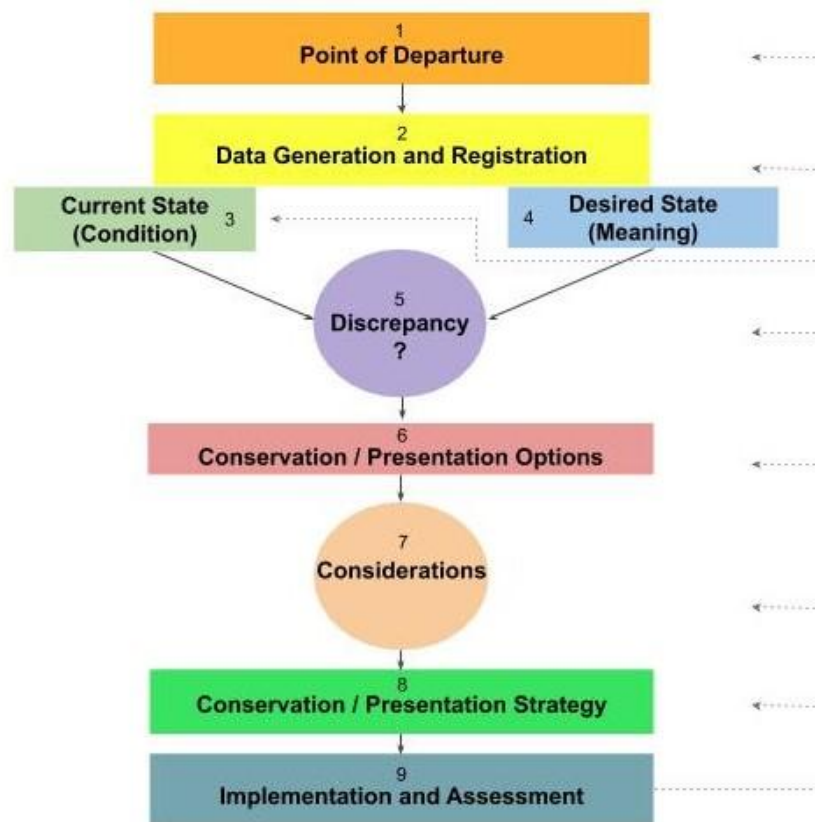 1
Point of Departure
2
Data Generation and Registration
Current State
(Condition) 3
4 Desired State
(Meaning)
5
Discrepancy
?
6
Conservation / Presentation Options
7
Considerations
8
Conservation / Presentation Strategy
9
Implementation and Assessment